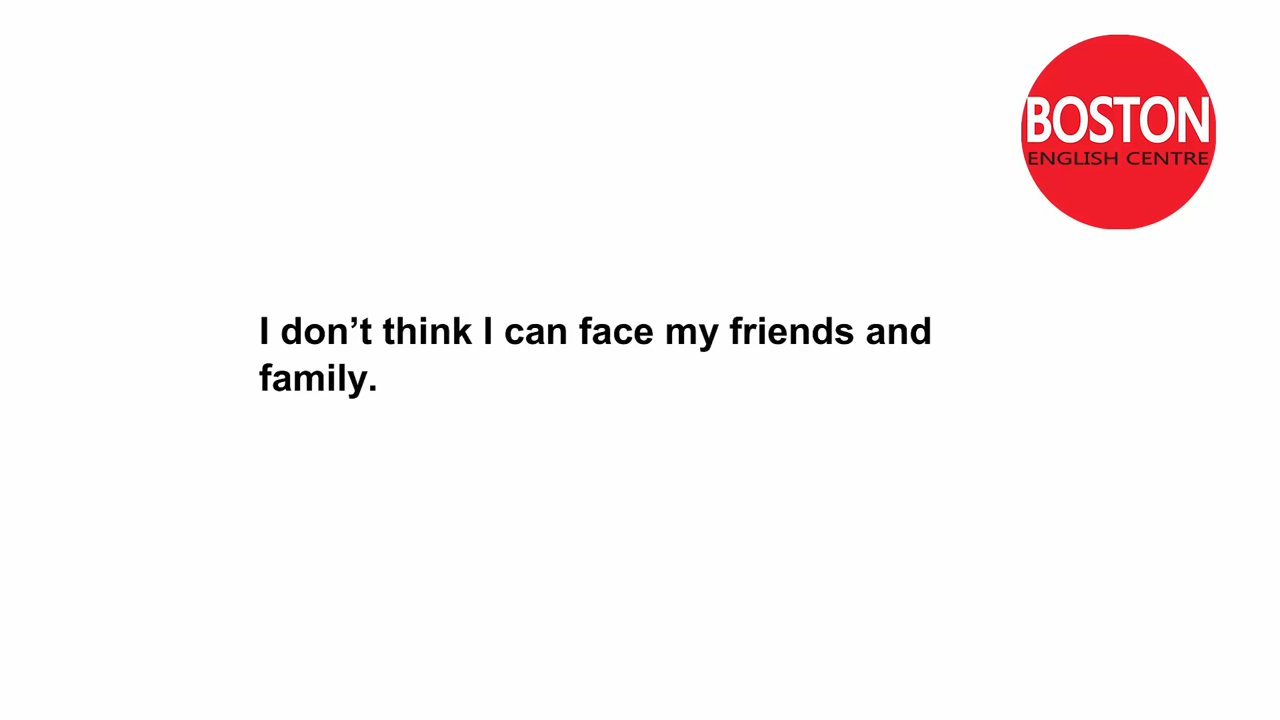 BOSTON
ENGLISH CENTRE
I don’t think I can face my friends and
family.